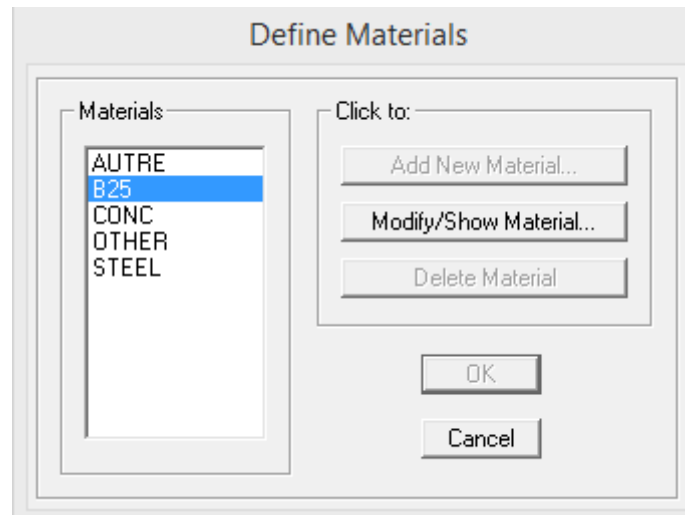 Define Materials
Materials
AUTRE
B25
CONC
OTHER
STEEL
Click to:
Add New Material...
Modify/Show Material...
Delete Material
OK
Cancel